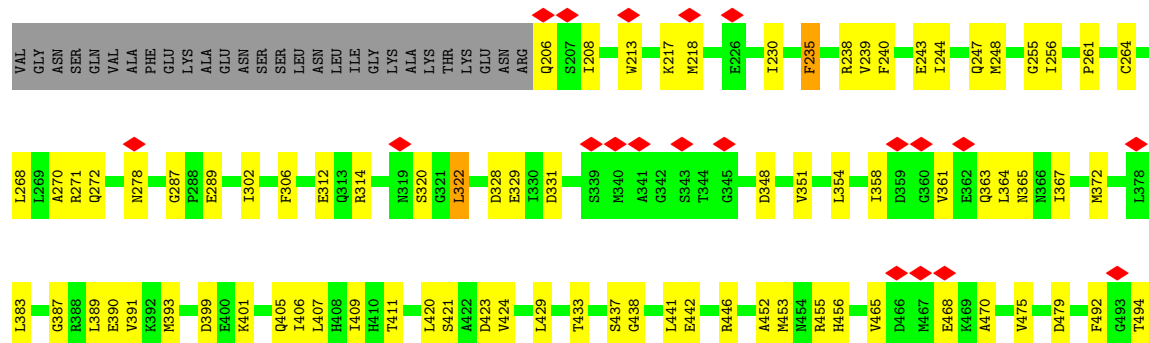 VAL GLY ASN SER GLN VAL ALA PHE GLU LYS ALA GLU ASN SER SER LEU ASN LEU ILE GLY LYS ALA LYS THR LYS GLU ASN ARG Q206 S207 I208 W213 K217 M218 E226 I230 F235 R238 V239 F240 E243 I244 Q247 M248 G255 I256 P261 C264
L268 L269 A270 R271 Q272 N278 G287 P288 E289 I302 F306 E312 Q313 R314 N319 S320 G321 L322 D328 E329 I330 D331 S339 M340 A341 G342 S343 T344 G345 D348 V351 L354 I358 D359 G360 V361 E362 Q363 L364 N365 N366 I367 M372 L378
L383 G387 R388 L389 E390 V391 K392 M393 D399 E400 K401 Q405 I406 L407 H408 I409 H410 T411 L420 S421 A422 D423 V424 L429 T433 S437 G438 L441 E442 R446 A452 M453 N454 R455 H456 V465 D466 M467 E468 K469 A470 V475 D479 F492 G493 T494